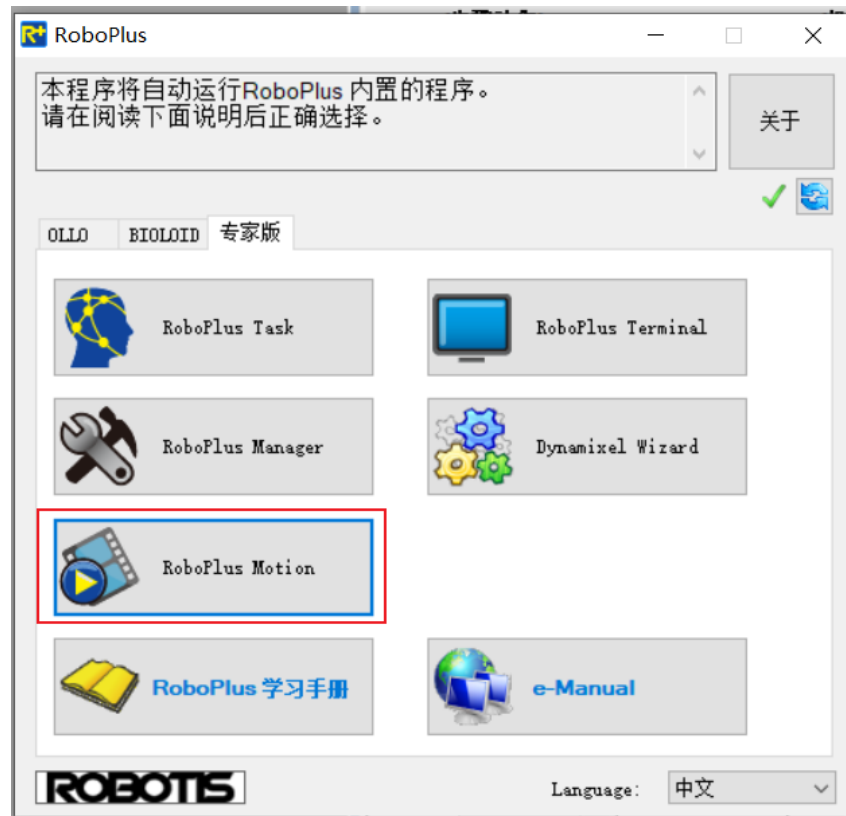 RoboPlus
本程序将自动运行RoboPlus 内置的程序。
请在阅读下面说明后正确选择。
关于
OLLO BIOLOID 专家版
RoboPlus Task
RoboPlus Terminal
RoboPlus Manager
Dynamixel Wizard
RoboPlus Motion
RoboPlus 学习手册
e-Manual
ROBOTIS
Language: 中文